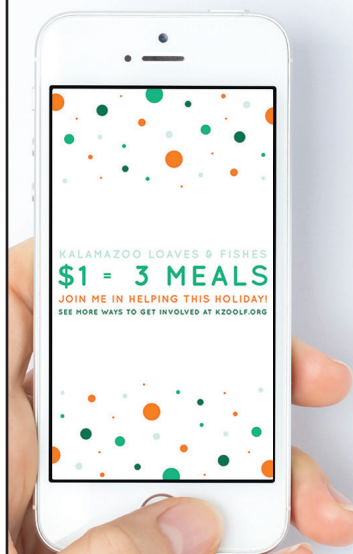 KALAMAZOO LOAVES & FISHES
$1 = 3 MEALS
JOIN ME IN HELPING THIS HOLIDAY!
SEE MORE WAYS TO GET INVOLVED AT KZOOLF.ORG